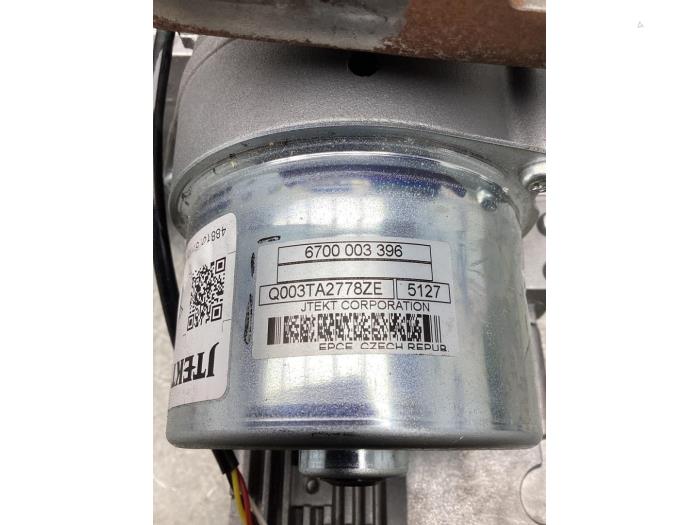 6700 003 396
Q003TA2778ZE 5127
JTEKT CORPORATION
EPCE, CZECH REPUB
JTEKT